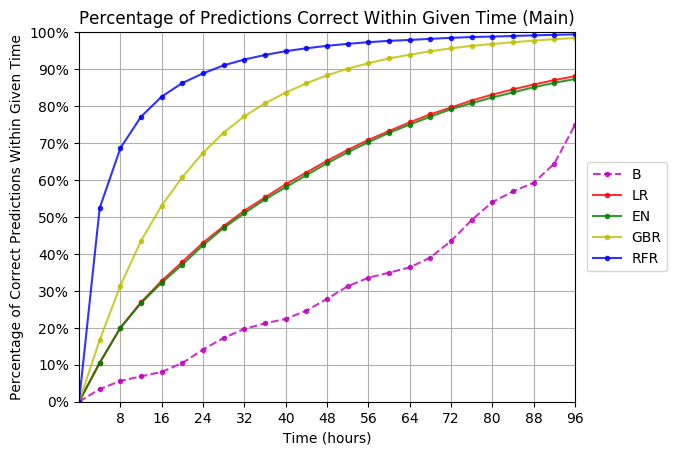 Percentage of Predictions Correct Within Given Time (Main)
Percentage of Correct Predictions Within Given Time
100%
90%
80%
70%
60%
50%
40%
30%
20%
10%
0%
8 16 24 32 40 48 56 64 72 80 88 96
Time (hours)
B
LR
EN
GBR
RFR